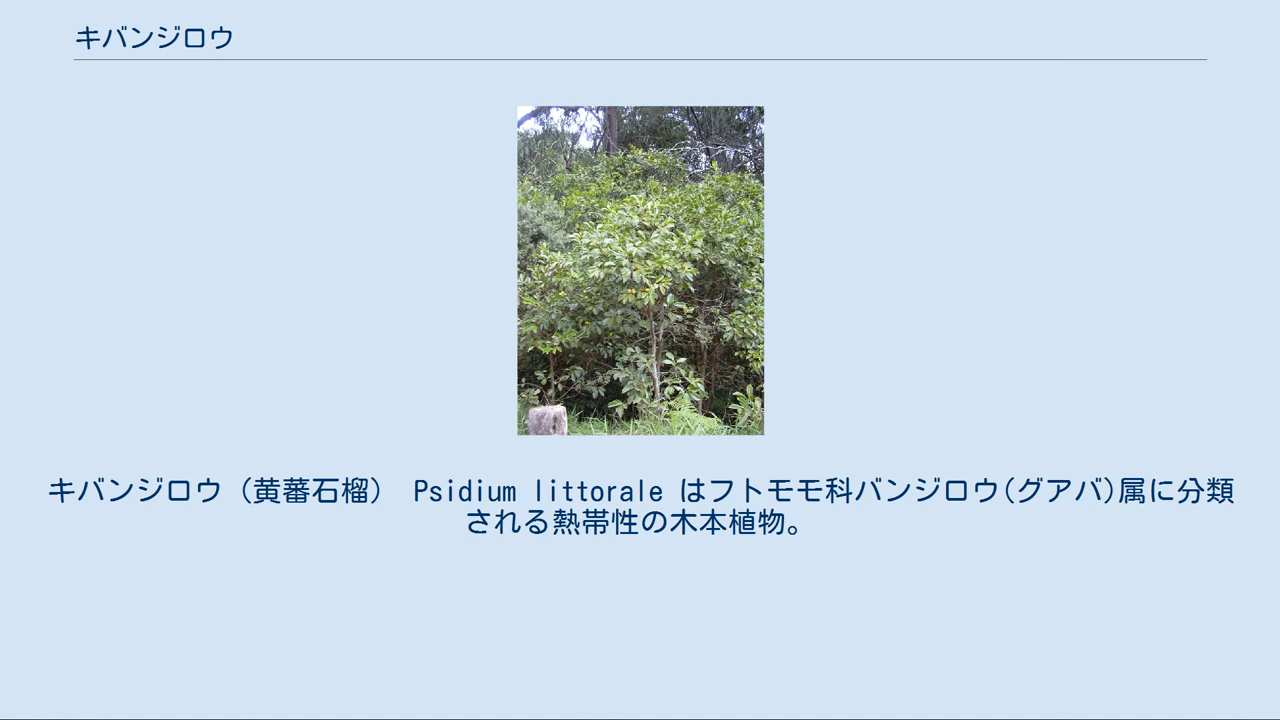 キバンジロウ
キバンジロウ（黄蕃石榴） Psidium littorale はフトモモ科バンジロウ(グアバ)属に分類
される熱帯性の木本植物。